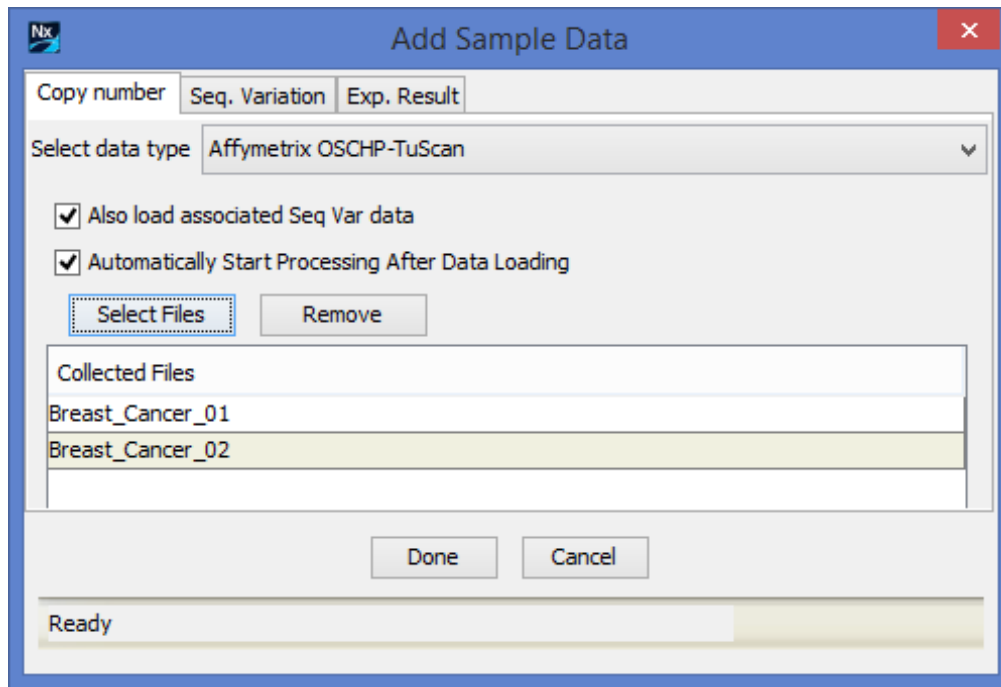 Nx
Add Sample Data
Copy number Seq. Variation Exp. Result
Select data type Affymetrix OSCHP-TuScan
Also load associated Seq Var data
Automatically Start Processing After Data Loading
Select Files Remove
Collected Files
Breast_Cancer_01
Breast_Cancer_02
Done Cancel
Ready